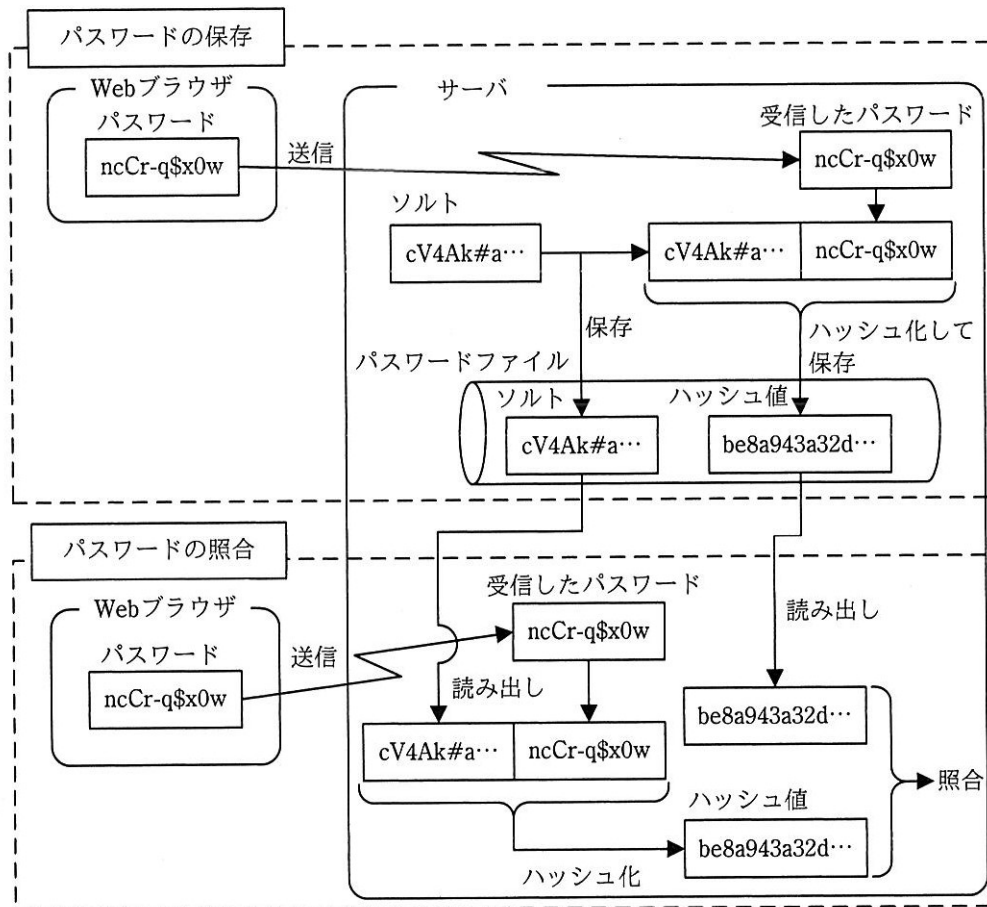 パスワードの保存
Webブラウザ
パスワード
ncCr-q$x0w
送信
サーバ
受信したパスワード
ncCr-q$x0w
ソルト
cV4Ak#a…
cV4Ak#a…
ncCr-q$x0w
保存
ハッシュ化して
保存
パスワードファイル
ソルト
ハッシュ値
cV4Ak#a…
be8a943a32d…
パスワードの照合
Webブラウザ
パスワード
ncCr-q$x0w
送信
受信したパスワード
ncCr-q$x0w
読み出し
読み出し
cV4Ak#a…
ncCr-q$x0w
be8a943a32d…
照合
ハッシュ値
be8a943a32d…
ハッシュ化